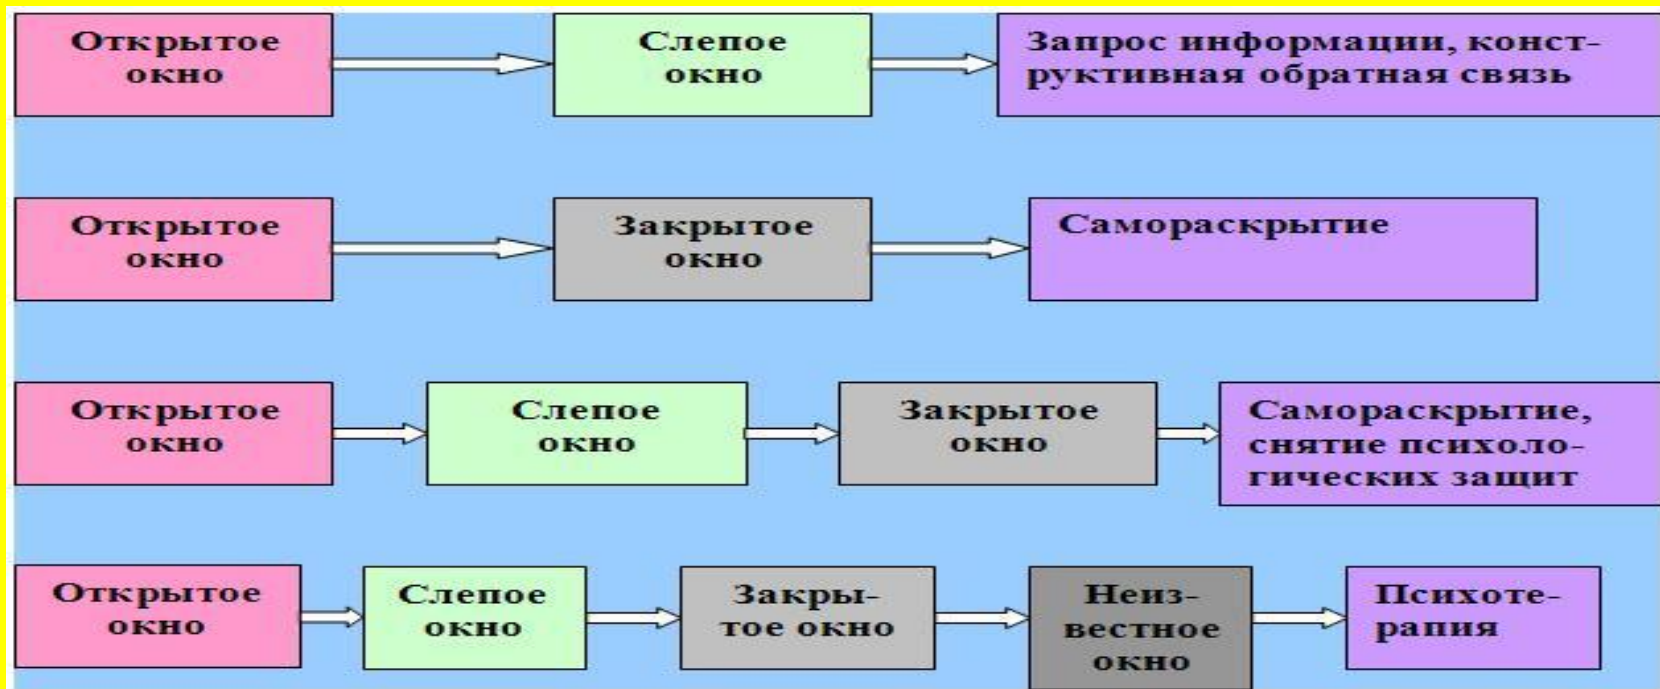 Открытое
окно
Слепое
окно
Запрос информации, конст-
руктивная обратная связь
Открытое
окно
Закрытое
окно
Самораскрытие
Открытое
окно
Слепое
окно
Закрытое
окно
Самораскрытие,
снятие психоло-
гических защит
Открытое
окно
Слепое
окно
Закры-
тое окно
Неиз-
вестное
окно
Психоте-
рапия